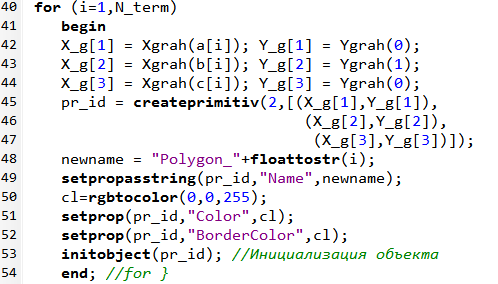 40 for (i=1,N_term)
41 begin
42 X_g[1] = Xgrah(a[i]); Y_g[1] = Ygrah(0);
43 X_g[2] = Xgrah(b[i]); Y_g[2] = Ygrah(1);
44 X_g[3] = Xgrah(c[i]); Y_g[3] = Ygrah(0);
45 pr_id = createprimitiv(2,[(X_g[1],Y_g[1]),
46 (X_g[2],Y_g[2]),
47 (X_g[3],Y_g[3])]);
48 newname = "Polygon_"+floattostr(i);
49 setpropasstring(pr_id,"Name",newname);
50 cl=rgbtocolor(0,0,255);
51 setprop(pr_id,"Color",cl);
52 setprop(pr_id,"BorderColor",cl);
53 initobject(pr_id); //Инициализация объекта
54 end; //for }